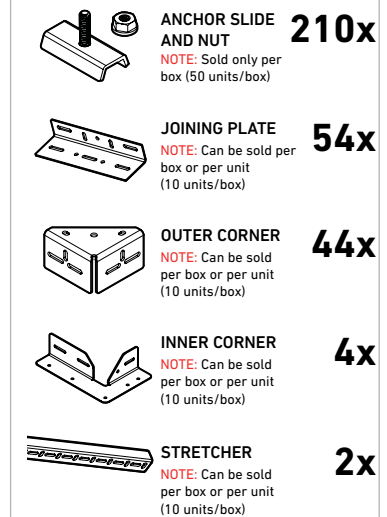 ANCHOR SLIDE
AND NUT
210x
NOTE: Sold only per
box (50 units/box)
JOINING PLATE
54x
NOTE: Can be sold per
box or per unit
(10 units/box)
OUTER CORNER
44x
NOTE: Can be sold
per box or per unit
(10 units/box)
INNER CORNER
4x
NOTE: Can be sold
per box or per unit
(10 units/box)
STRETCHER
2x
NOTE: Can be sold
per box or per unit
(10 units/box)